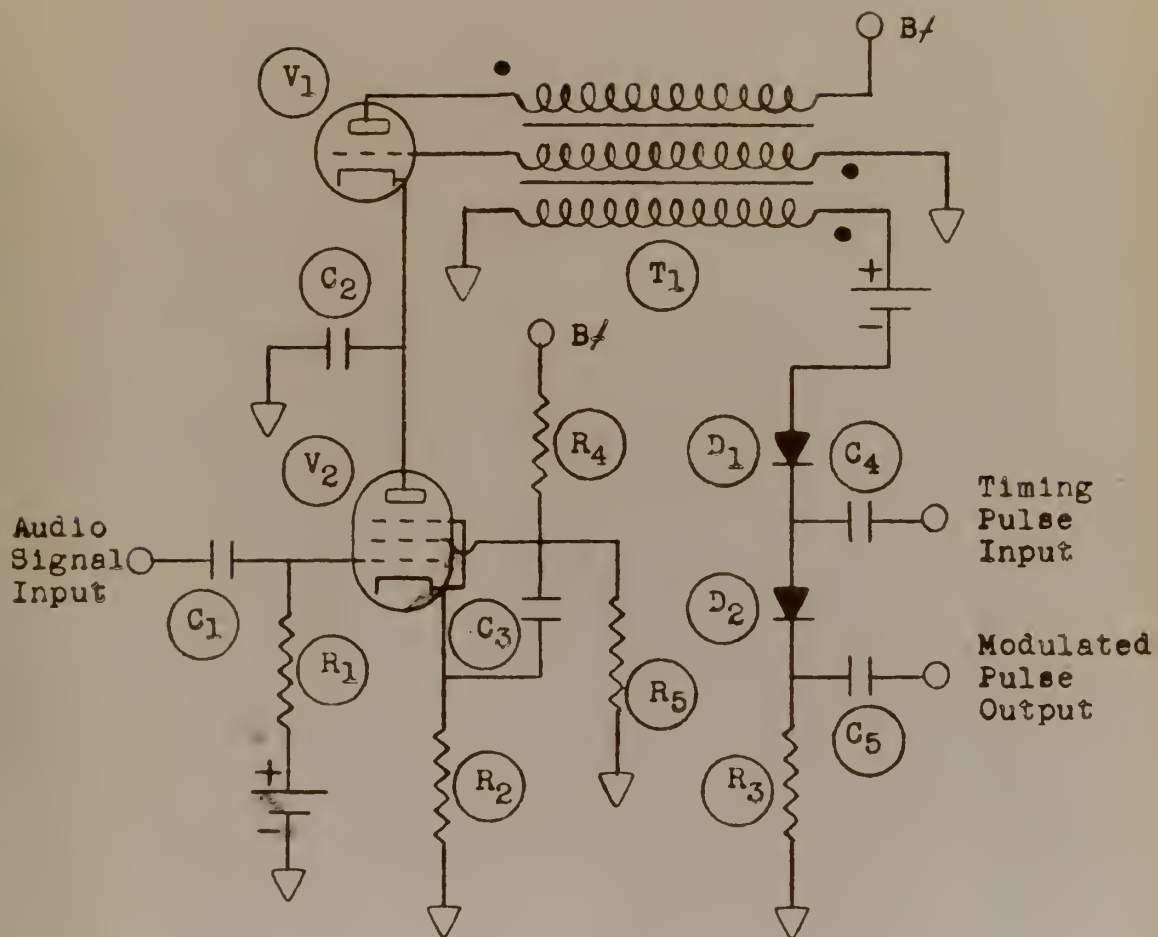 V1
B+
C2
T1
B+
V2
R4
D1
C4
Timing
Pulse
Input
Audio
Signal
Input
C1
R1
C3
D2
R5
Modulated
Pulse
Output
C5
R2
R3
+
-
+
-